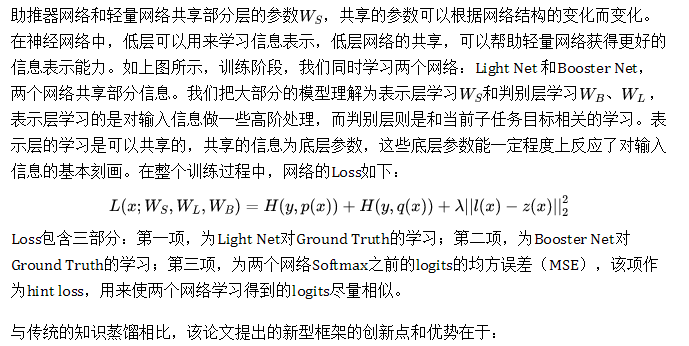 助推器网络和轻量网络共享部分层的参数W_S，共享的参数可以根据网络结构的变化而变化。
在神经网络中，低层可以用来学习信息表示，低层网络的共享，可以帮助轻量网络获得更好的
信息表示能力。如上图所示，训练阶段，我们同时学习两个网络：Light Net 和Booster Net，
两个网络共享部分信息。我们把大部分的模型理解为表示层学习W_S和判别层学习W_B、W_L，
表示层学习的是对输入信息做一些高阶处理，而判别层则是和当前子任务目标相关的学习。表
示层的学习是可以共享的，共享的信息为底层参数，这些底层参数能一定程度上反应了对输入
信息的基本刻画。在整个训练过程中，网络的Loss如下：
L(x; W_S, W_L, W_B) = H(y, p(x)) + H(y, q(x)) + λ||l(x) − z(x)||_2^2
Loss包含三部分：第一项，为Light Net对Ground Truth的学习；第二项，为Booster Net对
Ground Truth的学习；第三项，为两个网络Softmax之前的logits的均方误差（MSE），该项作
为hint loss，用来使两个网络学习得到的logits尽量相似。
与传统的知识蒸馏相比，该论文提出的新型框架的创新点和优势在于：